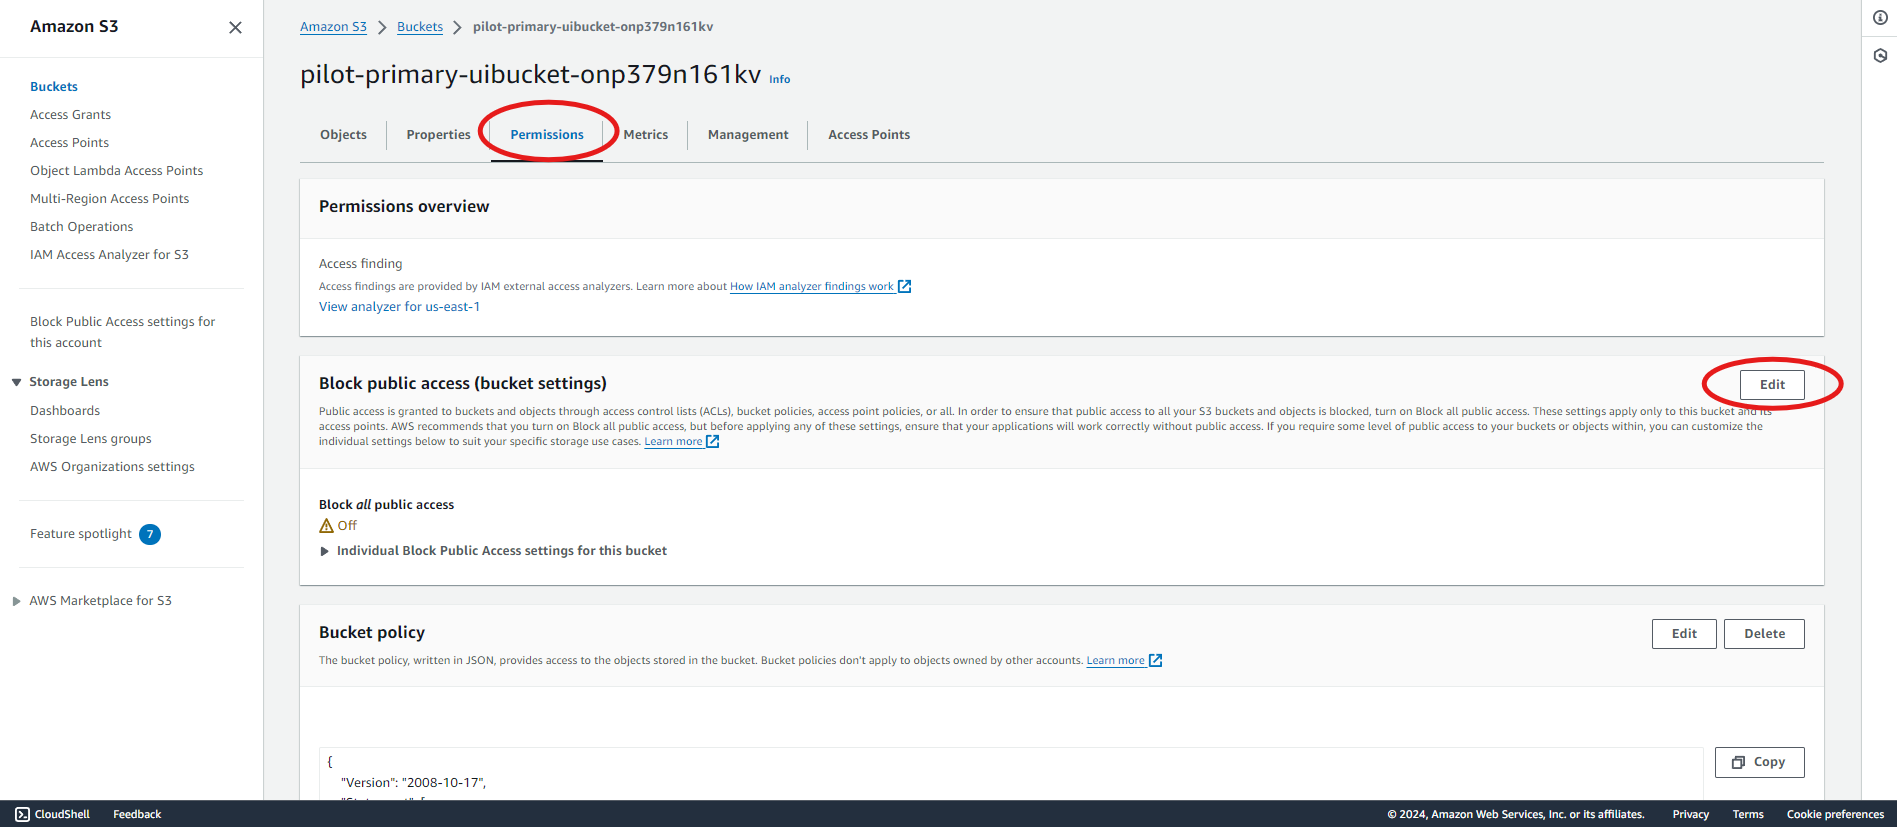 Amazon S3
Buckets
Access Grants
Access Points
Object Lambda Access Points
Multi-Region Access Points
Batch Operations
IAM Access Analyzer for S3
Block Public Access settings for
this account
Storage Lens
Dashboards
Storage Lens groups
AWS Organizations settings
Feature spotlight 7
AWS Marketplace for S3
Amazon S3 Buckets pilot-primary-uibucket-onp379n161kv
pilot-primary-uibucket-onp379n161kv Info
Objects Properties Permissions Metrics Management Access Points
Permissions overview
Access finding
Access findings are provided by IAM external access analyzers. Learn more about How IAM analyzer findings work
View analyzer for us-east-1
Block public access (bucket settings)
Edit
Public access is granted to buckets and objects through access control lists (ACLs), bucket policies, access point policies, or all. In order to ensure that public access to all your S3 buckets and objects is blocked, turn on Block all public access. These settings apply only to this bucket and its
access points. AWS recommends that you turn on Block all public access, but before applying any of these settings, ensure that your applications will work correctly without public access. If you require some level of public access to your buckets or objects within, you can customize the
individual settings below to suit your specific storage use cases. Learn more
Block all public access
Off
Individual Block Public Access settings for this bucket
Bucket policy
Edit Delete
The bucket policy, written in JSON, provides access to the objects stored in the bucket. Bucket policies don't apply to objects owned by other accounts. Learn more
{
Copy
"Version": "2008-10-17",
CloudShell Feedback © 2024, Amazon Web Services, Inc. or its affiliates. Privacy Terms Cookie preferences